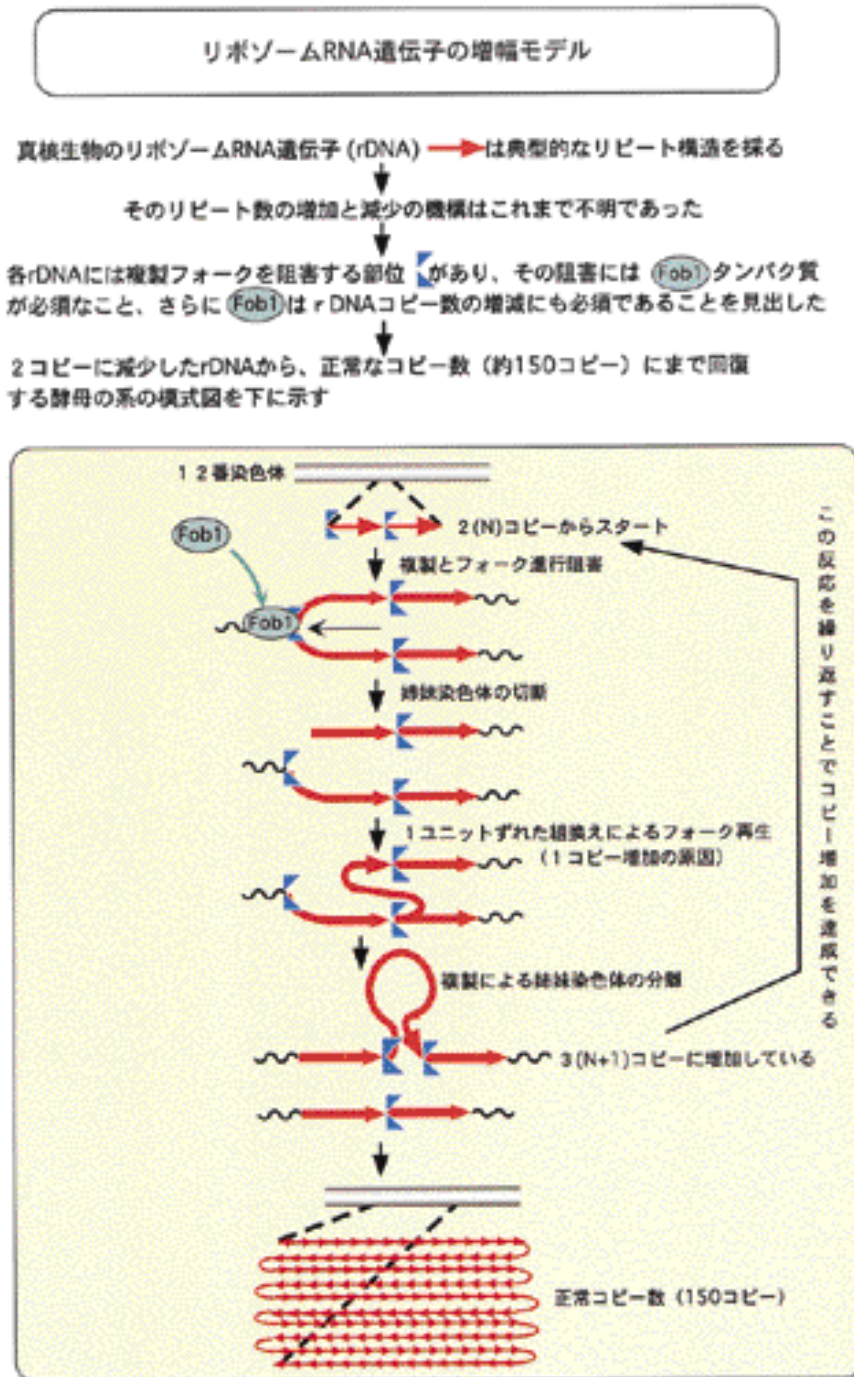 リボゾームRNA遺伝子の増幅モデル
真核生物のリボゾームRNA遺伝子 (rDNA) は典型的なリピート構造を採る
そのリピート数の増加と減少の機構はこれまで不明であった
各rDNAには複製フォークを阻害する部位 があり、その阻害には Fob1 タンパク質
が必須なこと、さらに Fob1 は r DNAコピー数の増減にも必須であることを見出した
2コピーに減少したrDNAから、正常なコピー数（約150コピー）にまで回復
する酵母の系の模式図を下に示す
12番染色体
2(N)コピーからスタート
Fob1
複製とフォーク進行阻害
Fob1
姉妹染色体の切断
1ユニットずれた組換えによるフォーク再生
（1コピー増加の原因）
複製による姉妹染色体の分離
3(N+1)コピーに増加している
正常コピー数（150コピー）
この反応を繰り返すことでコピー増加を達成できる